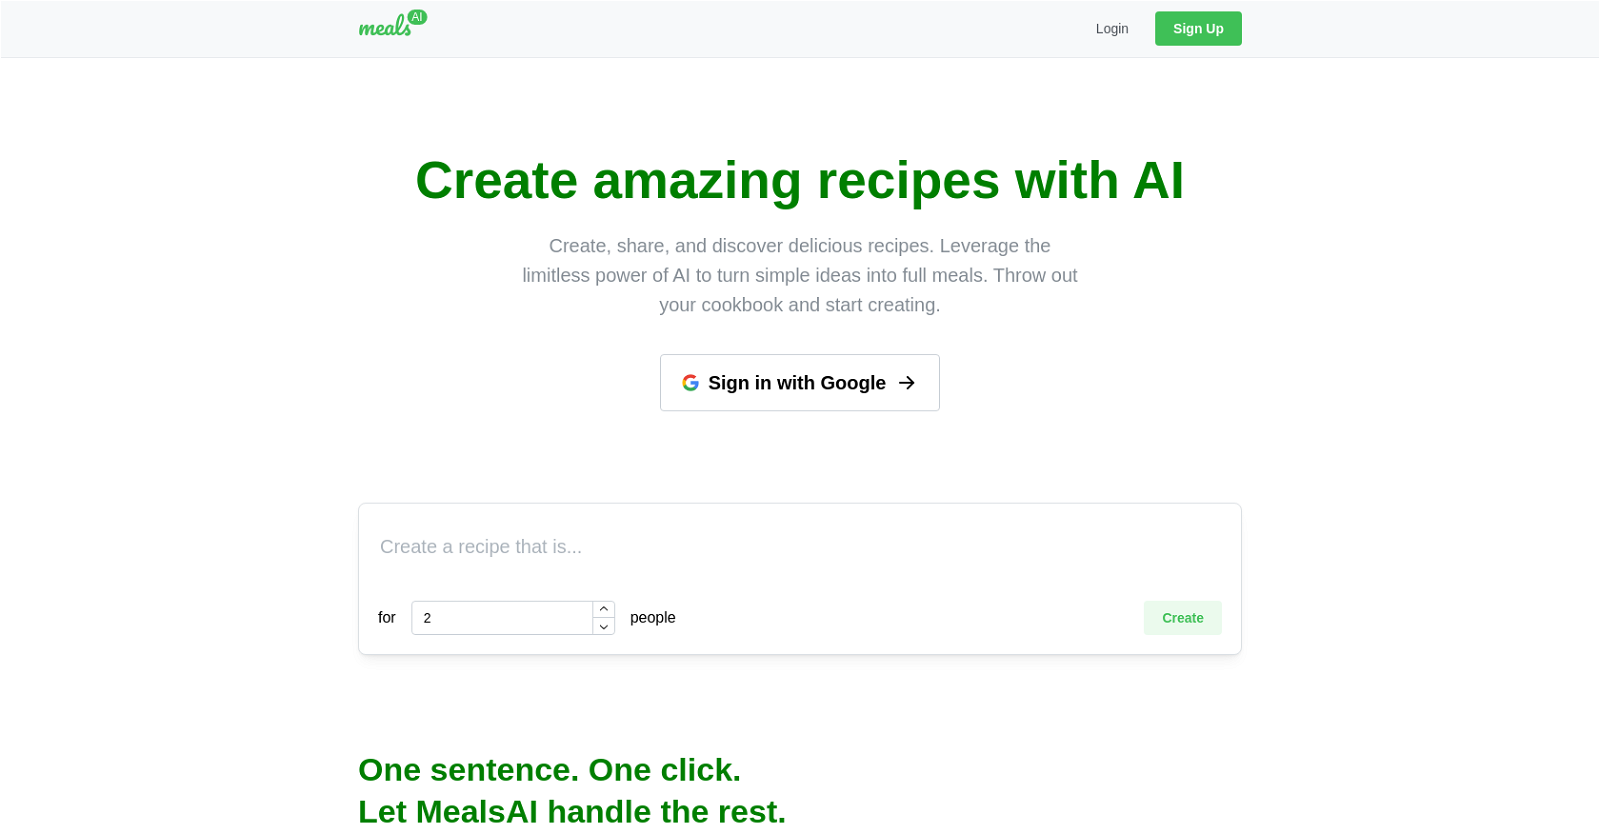 meals AI
Login
Sign Up
Create amazing recipes with AI
Create, share, and discover delicious recipes. Leverage the
limitless power of AI to turn simple ideas into full meals. Throw out
your cookbook and start creating.
Sign in with Google
Create a recipe that is...
for 2 people
Create
One sentence. One click.
Let MealsAI handle the rest.